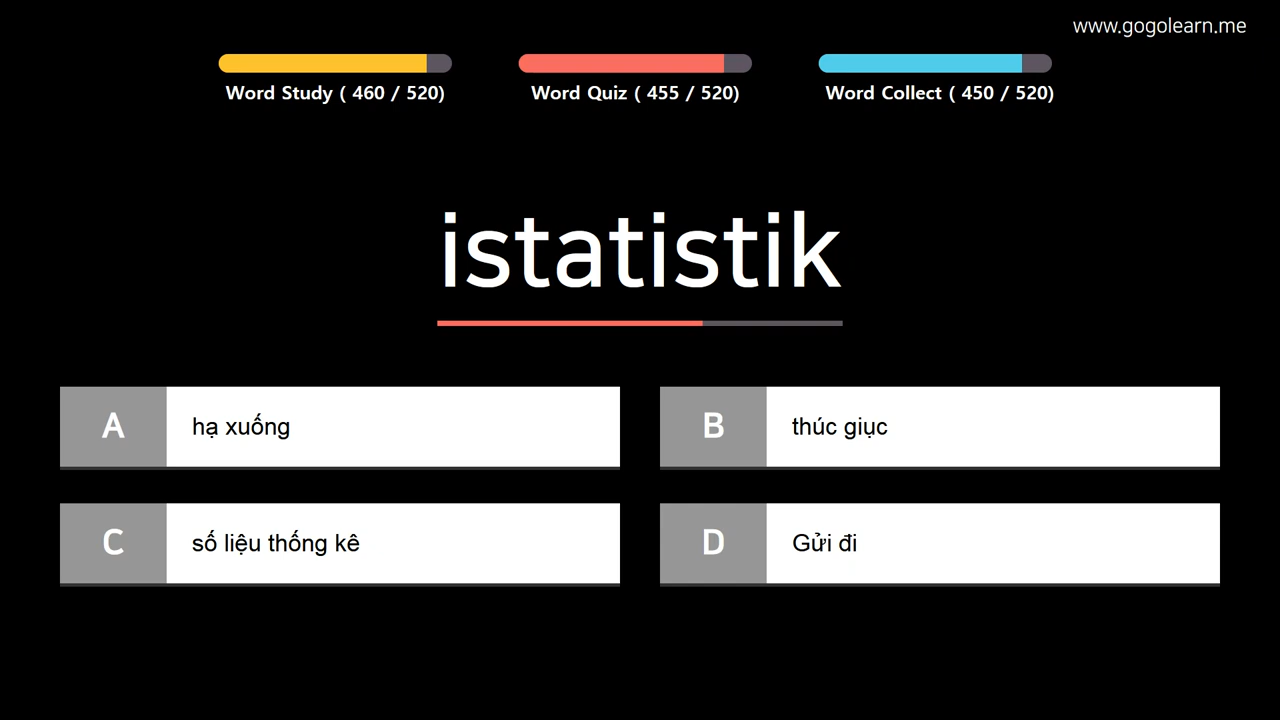 www.gogolearn.me
Word Study ( 460 / 520)
Word Quiz ( 455 / 520)
Word Collect ( 450 / 520)
istatistik
A
hạ xuống
B
thúc giục
C
số liệu thống kê
D
Gửi đi